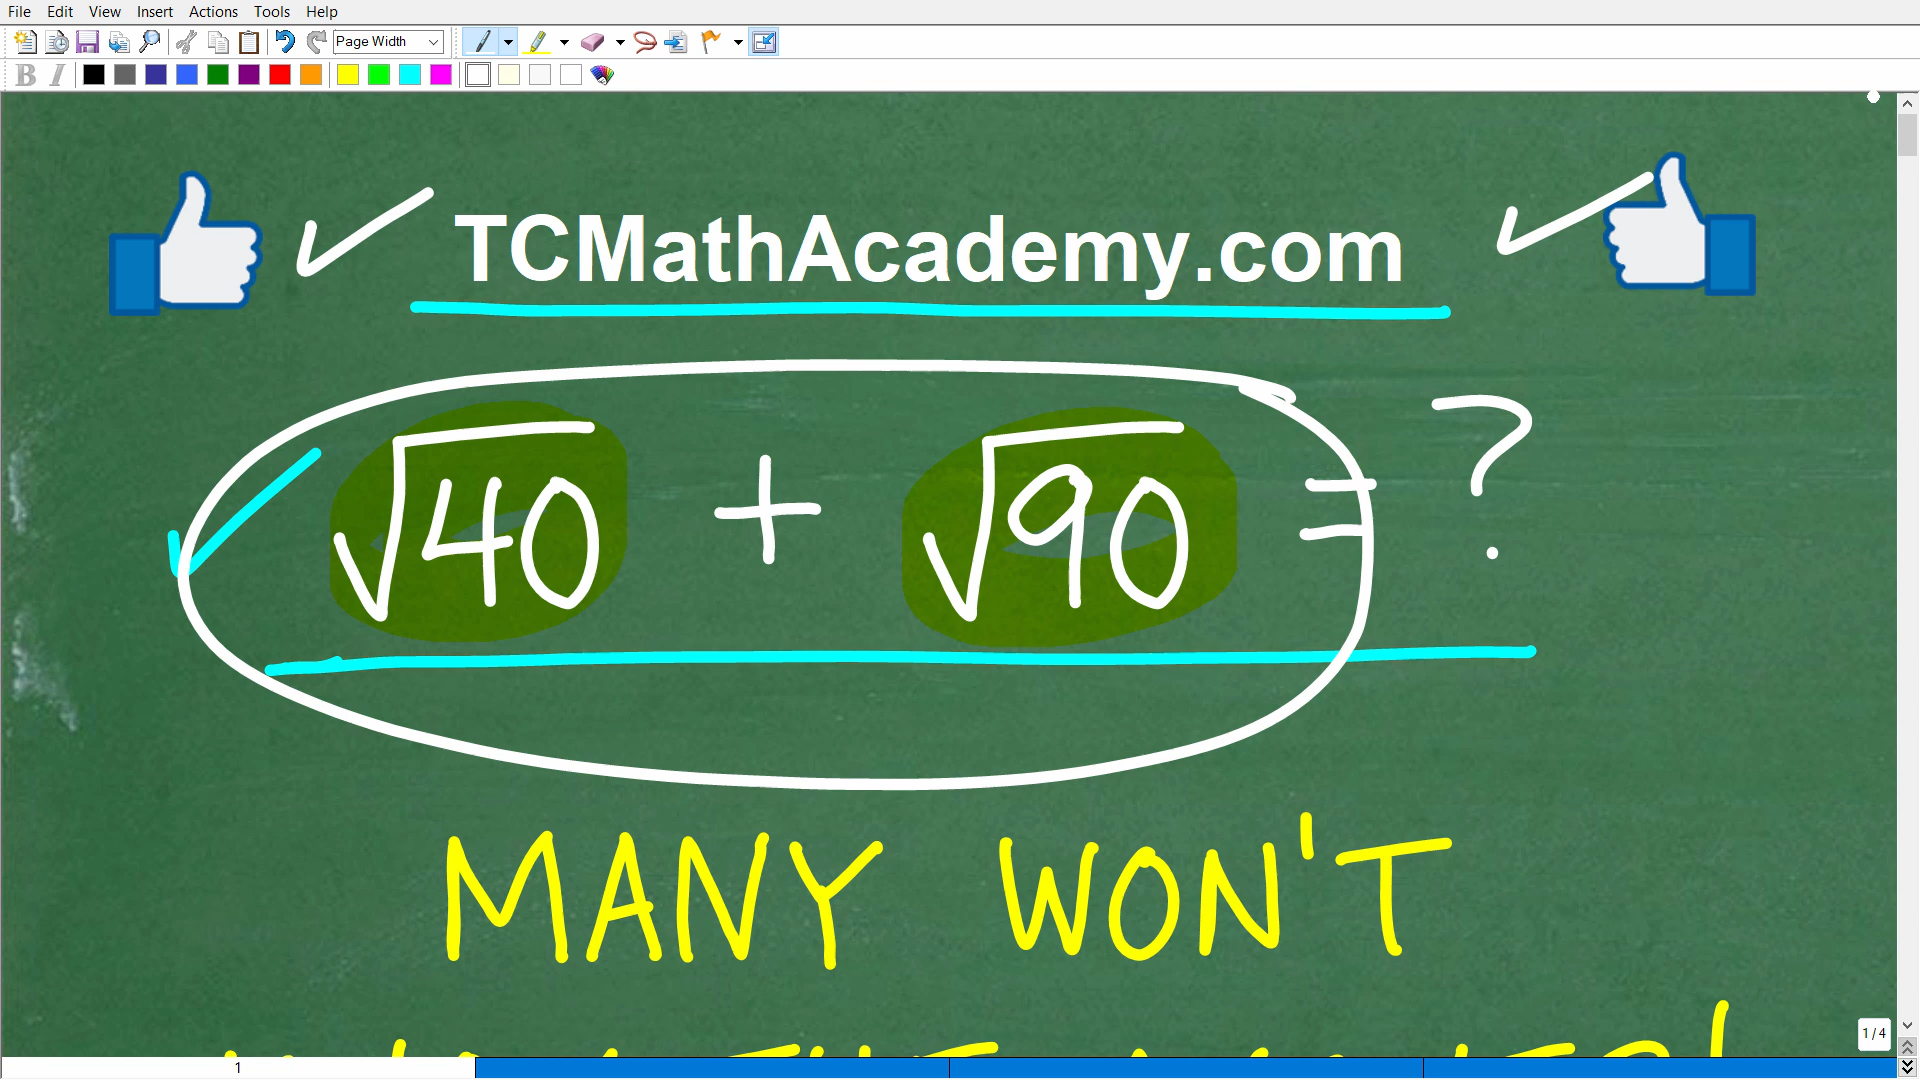 File Edit View Insert Actions Tools Help
Page Width
B I
TCMathAcademy.com
√40 + √90 = ?
MANY WON'T
1 / 4
1